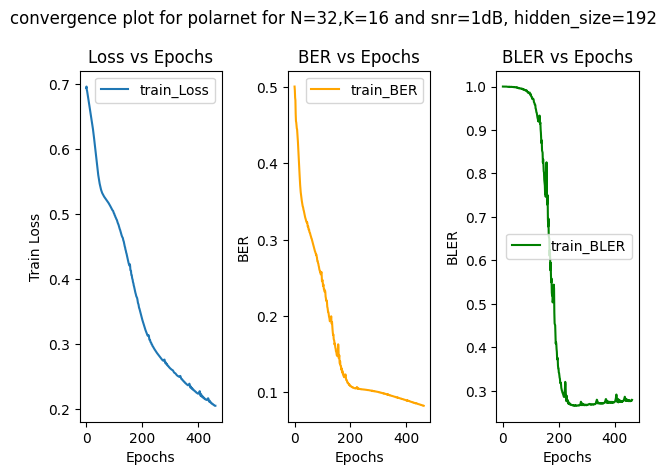 convergence plot for polarnet for N=32,K=16 and snr=1dB, hidden_size=192
Loss vs Epochs
BER vs Epochs
BLER vs Epochs
train_Loss
train_BER
train_BLER
Train Loss
0.7
0.6
0.5
0.4
0.3
0.2
0
200
400
Epochs
BER
0.5
0.4
0.3
0.2
0.1
0
200
400
Epochs
BLER
1.0
0.9
0.8
0.7
0.6
0.5
0.4
0.3
0
200
400
Epochs